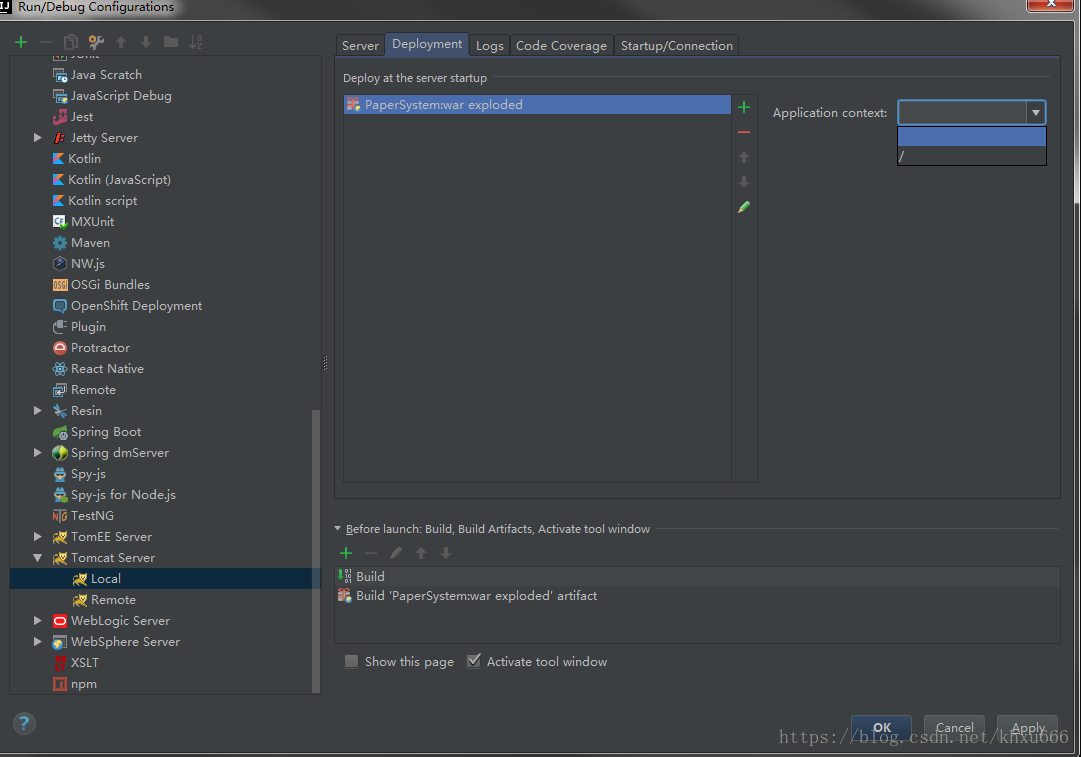 IJ Run/Debug Configurations
JUnit
Java Scratch
JavaScript Debug
Jest
Jetty Server
Kotlin
Kotlin (JavaScript)
Kotlin script
MXUnit
Maven
NW.js
OSGi Bundles
OpenShift Deployment
Plugin
Protractor
React Native
Remote
Resin
Spring Boot
Spring dmServer
Spy-js
Spy-js for Node.js
TestNG
TomEE Server
Tomcat Server
Local
Remote
WebLogic Server
WebSphere Server
XSLT
npm
Server Deployment Logs Code Coverage Startup/Connection
Deploy at the server startup
PaperSystem:war exploded
Application context:
/
Before launch: Build, Build Artifacts, Activate tool window
Build
Build 'PaperSystem:war exploded' artifact
Show this page Activate tool window
? OK Cancel Apply
https://blog.csdn.net/khxu666